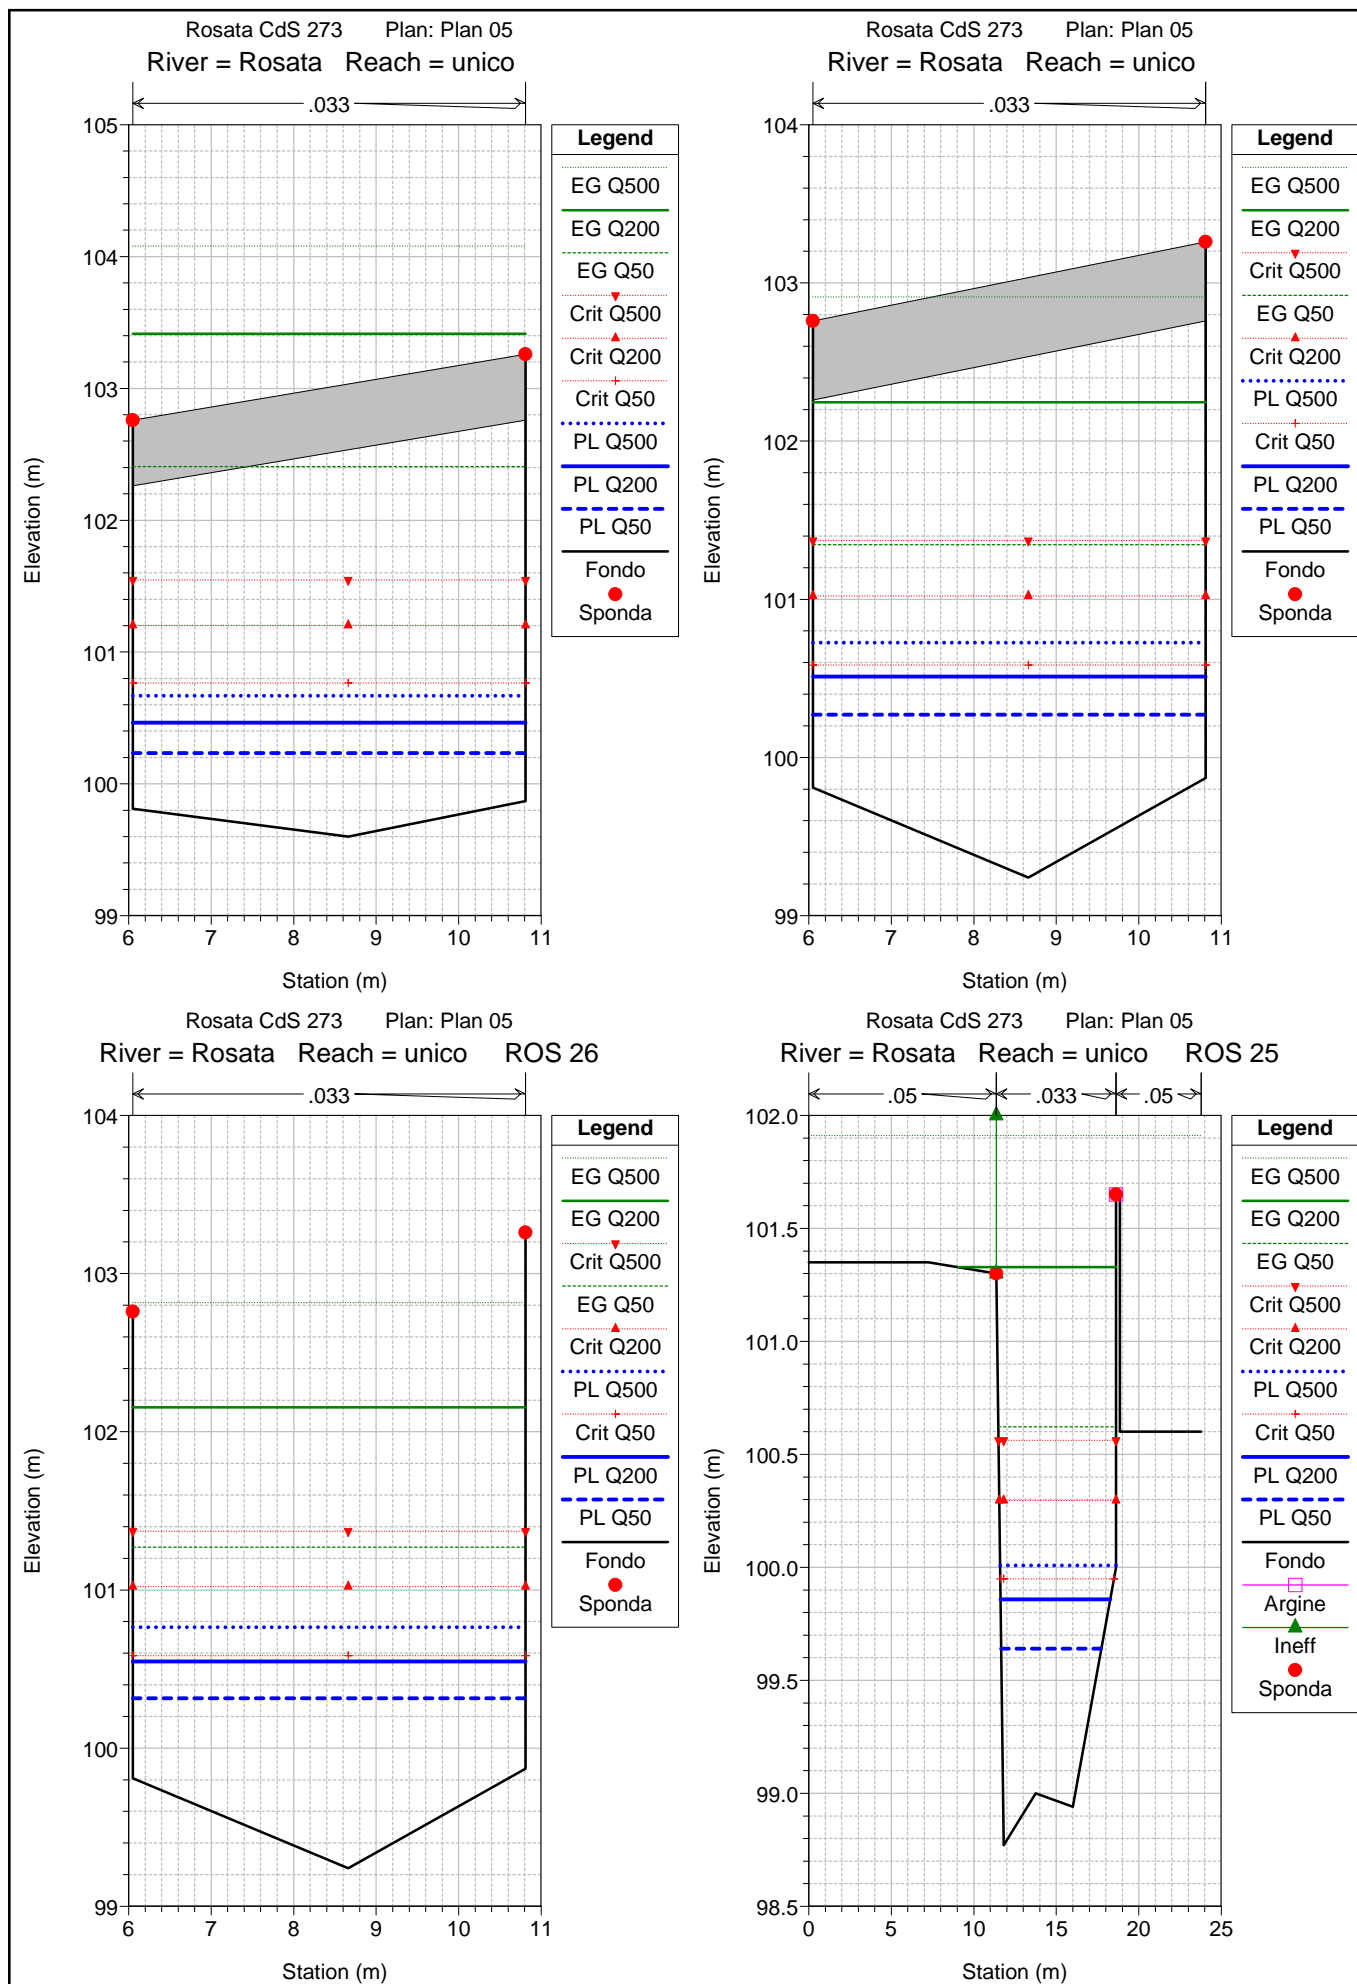 Rosata CdS 273 Plan: Plan 05
River = Rosata Reach = unico
.033
105
104
103
102
101
100
99
Elevation (m)
6 7 8 9 10 11
Station (m)
Legend
EG Q500
EG Q200
EG Q50
Crit Q500
Crit Q200
Crit Q50
PL Q500
PL Q200
PL Q50
Fondo
Sponda
Rosata CdS 273 Plan: Plan 05
River = Rosata Reach = unico
.033
104
103
102
101
100
99
Elevation (m)
6 7 8 9 10 11
Station (m)
Legend
EG Q500
EG Q200
Crit Q500
EG Q50
Crit Q200
PL Q500
Crit Q50
PL Q200
PL Q50
Fondo
Sponda
Rosata CdS 273 Plan: Plan 05
River = Rosata Reach = unico ROS 26
.033
104
103
102
101
100
99
Elevation (m)
6 7 8 9 10 11
Station (m)
Legend
EG Q500
EG Q200
Crit Q500
EG Q50
Crit Q200
PL Q500
Crit Q50
PL Q200
PL Q50
Fondo
Sponda
Rosata CdS 273 Plan: Plan 05
River = Rosata Reach = unico ROS 25
.05 .033 .05
102.0
101.5
101.0
100.5
100.0
99.5
99.0
98.5
Elevation (m)
0 5 10 15 20 25
Station (m)
Legend
EG Q500
EG Q200
EG Q50
Crit Q500
Crit Q200
PL Q500
Crit Q50
PL Q200
PL Q50
Fondo
Argine
Ineff
Sponda